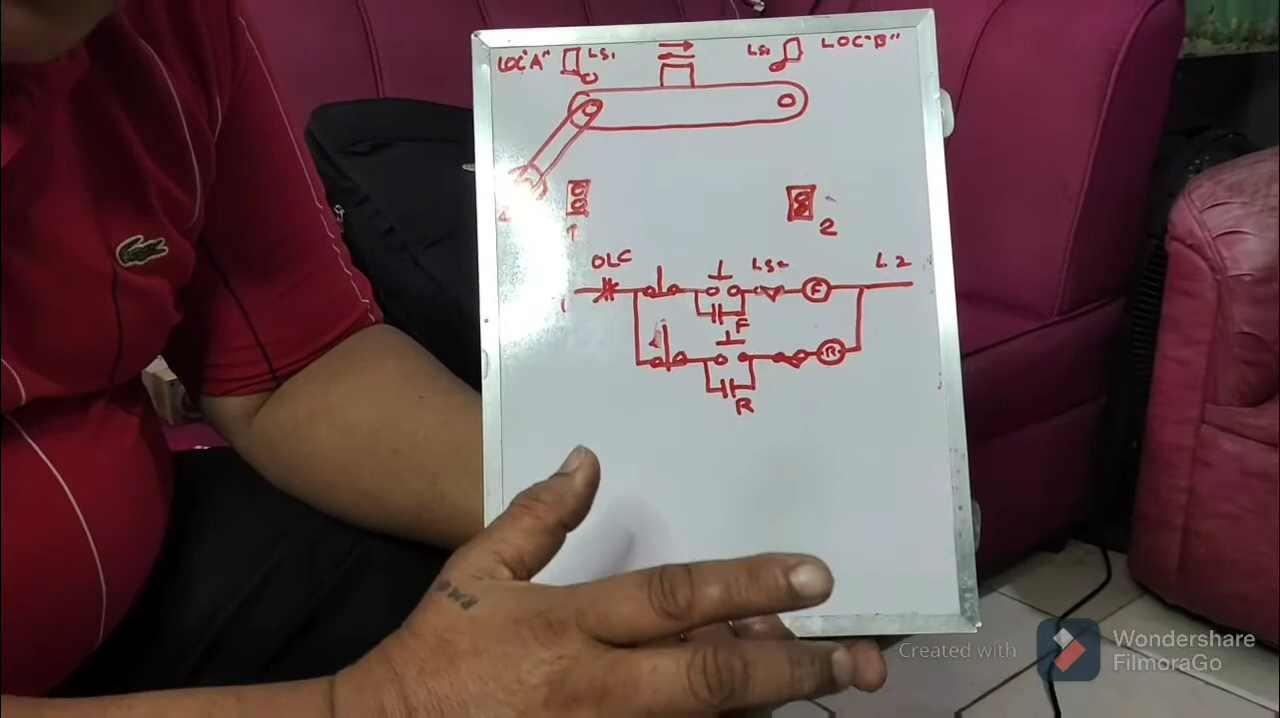 LOC"A" LS1 LS2 LOC"B"
1 2
OLC LS2 L2
F
F
R
R
Created with
Wondershare
FilmoraGo